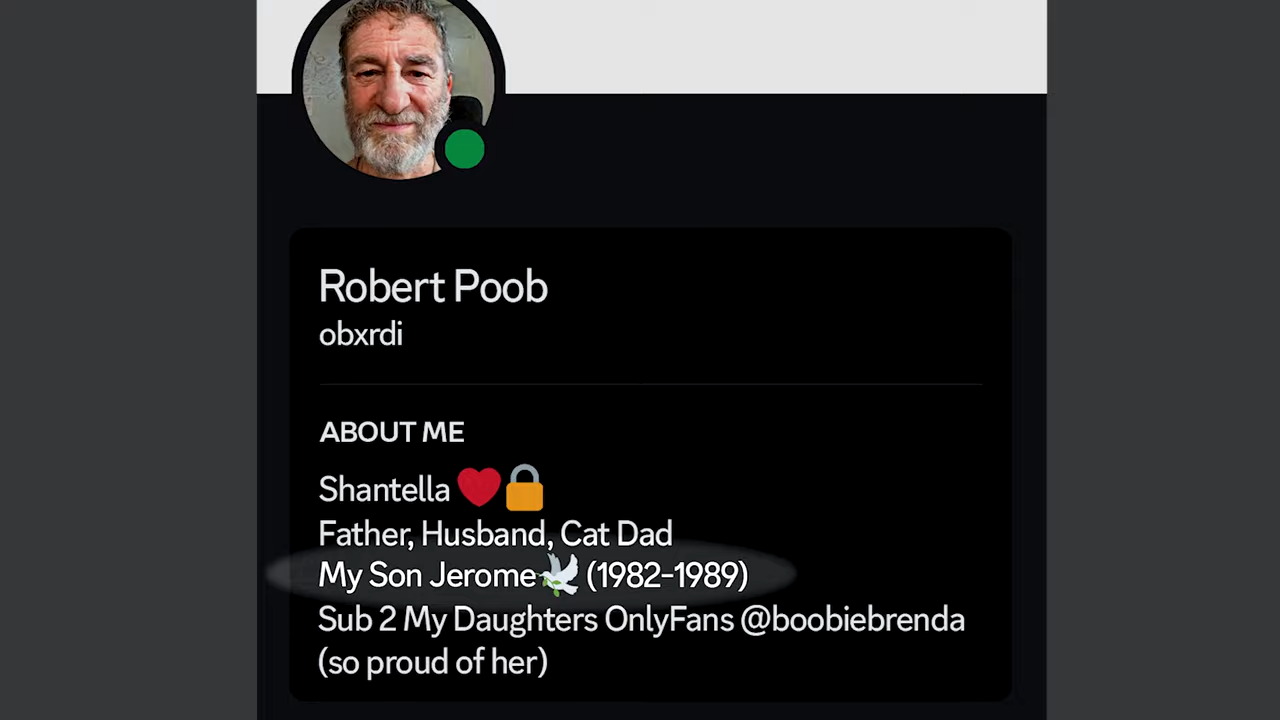 Robert Poob
obxrdi
ABOUT ME
Shantella ❤️🔒
Father, Husband, Cat Dad
My Son Jerome🕊️ (1982-1989)
Sub 2 My Daughters OnlyFans @boobiebrenda
(so proud of her)